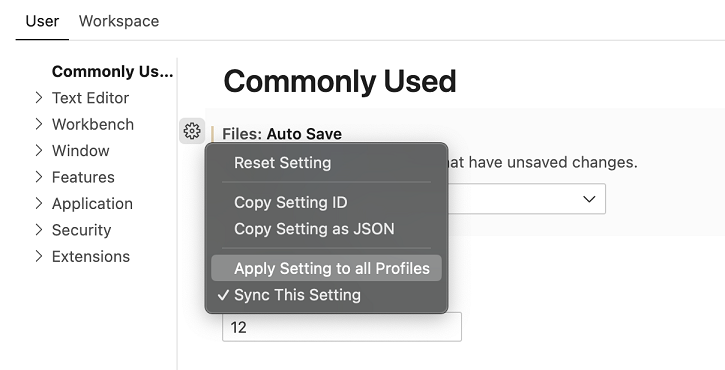 User Workspace
Commonly Us...
Text Editor
Workbench
Window
Features
Application
Security
Extensions
Commonly Used
Files: Auto Save
that have unsaved changes.
Reset Setting
Copy Setting ID
Copy Setting as JSON
Apply Setting to all Profiles
✓ Sync This Setting
12